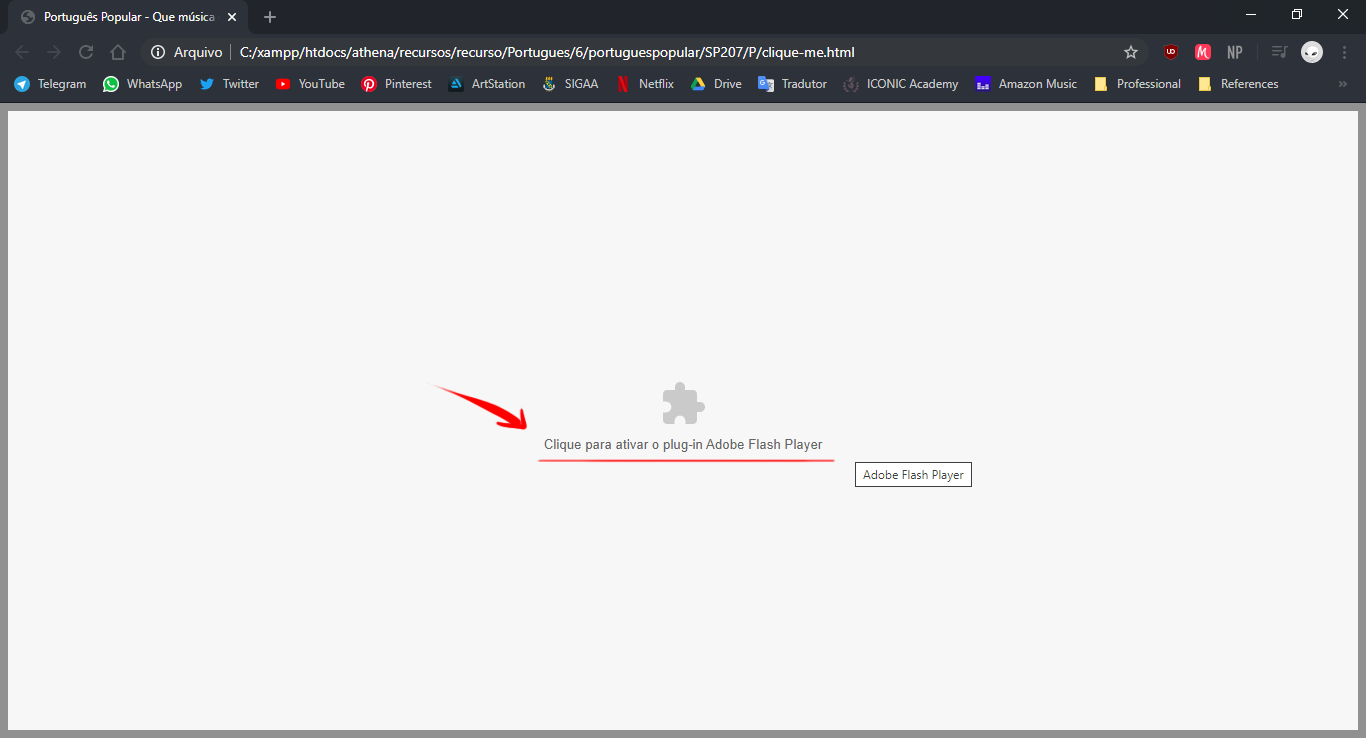 Português Popular - Que música
Arquivo C:/xampp/htdocs/athena/recursos/recurso/Portugues/6/portuguespopular/SP207/P/clique-me.html
UD M NP
Telegram WhatsApp Twitter YouTube Pinterest ArtStation SIGAA Netflix Drive Tradutor ICONIC Academy Amazon Music Professional References »
Clique para ativar o plug-in Adobe Flash Player
Adobe Flash Player